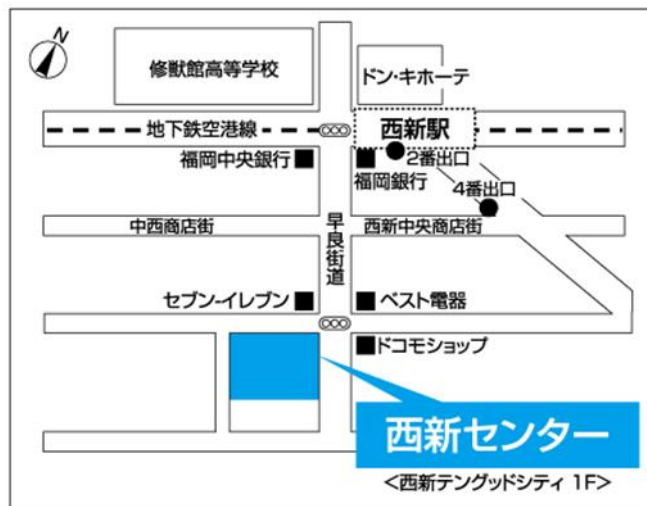 N
修猷館高等学校
ドン・キホーテ
地下鉄空港線
西新駅
福岡中央銀行
2番出口
福岡銀行
4番出口
中西商店街
早良街道
西新中央商店街
セブン-イレブン
ベスト電器
ドコモショップ
西新センター
<西新テングッドシティ 1F>